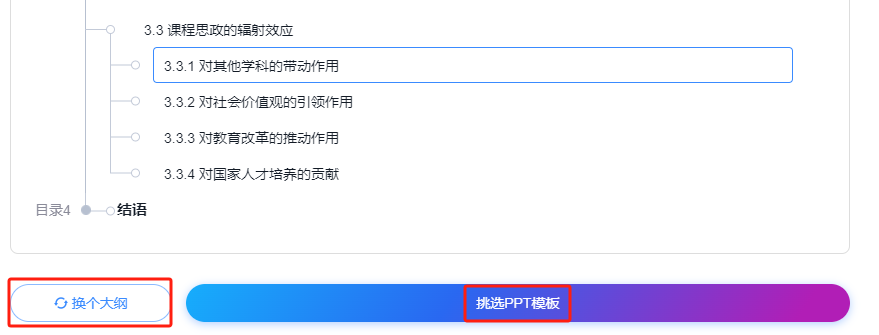 3.3 课程思政的辐射效应
3.3.1 对其他学科的带动作用
3.3.2 对社会价值观的引领作用
3.3.3 对教育改革的推动作用
3.3.4 对国家人才培养的贡献
目录4 结语
换个大纲 挑选PPT模板